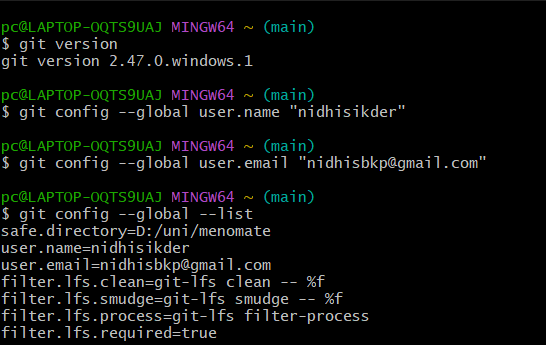 pc@LAPTOP-OQTS9UAJ MINGW64 ~ (main)
$ git version
git version 2.47.0.windows.1
pc@LAPTOP-OQTS9UAJ MINGW64 ~ (main)
$ git config --global user.name "nidhisikder"
pc@LAPTOP-OQTS9UAJ MINGW64 ~ (main)
$ git config --global user.email "nidhisbkp@gmail.com"
pc@LAPTOP-OQTS9UAJ MINGW64 ~ (main)
$ git config --global --list
safe.directory=D:/uni/menomate
user.name=nidhisikder
user.email=nidhisbkp@gmail.com
filter.lfs.clean=git-lfs clean -- %f
filter.lfs.smudge=git-lfs smudge -- %f
filter.lfs.process=git-lfs filter-process
filter.lfs.required=true